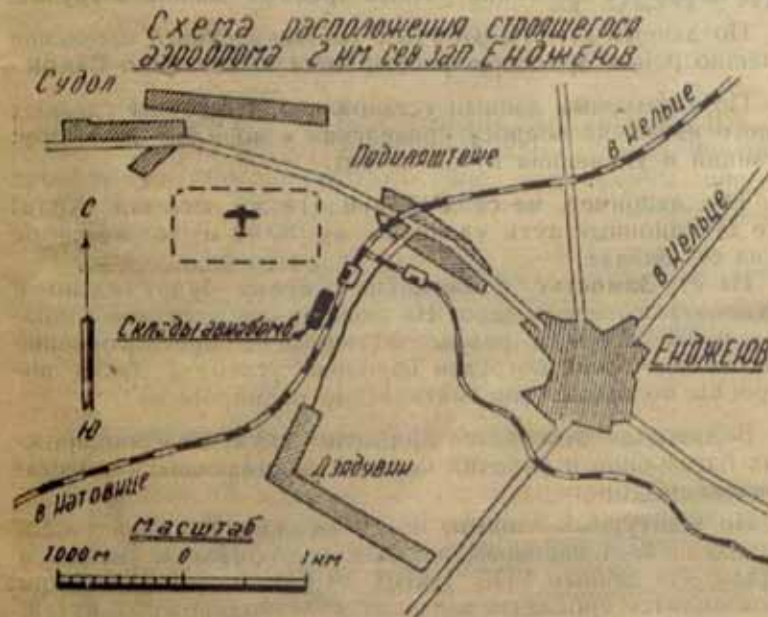 Схема расположения строящегося
аэродрома 2 км сев зап. Енджеюв
Судол
в Кельце
Подилоштеше
в Кельце
С
Склады авиабомб
Енджеюв
Ю
Дзадувин
в Катовице
Масштаб
1000 м 0 1 км